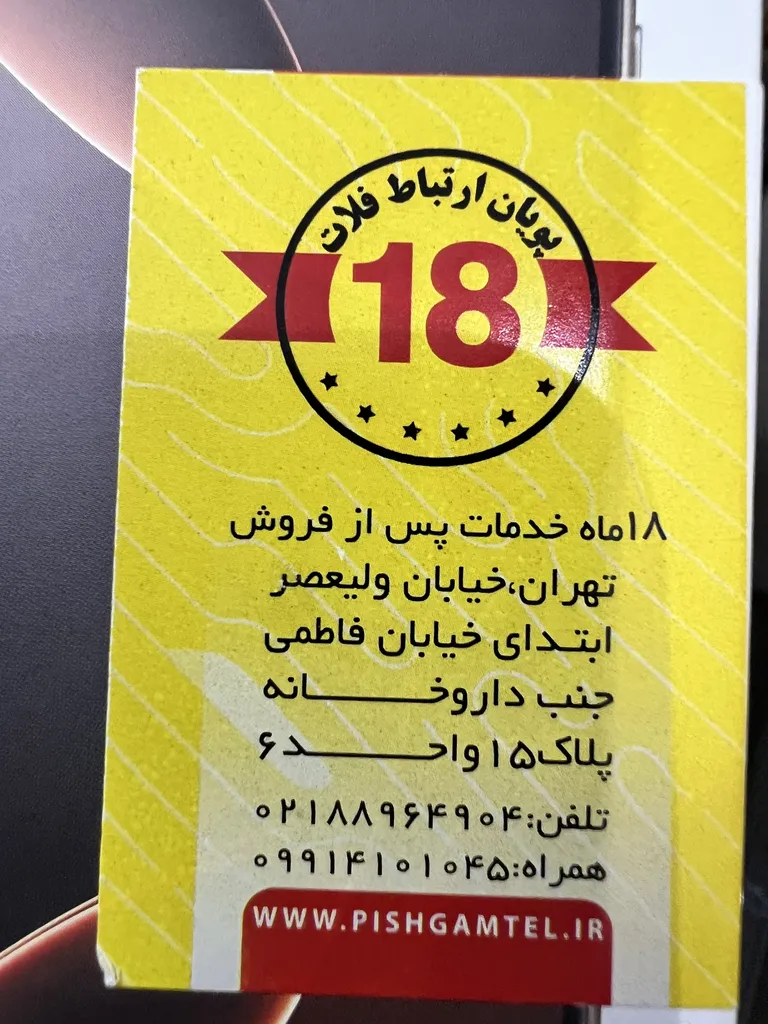 پویان ارتباط فلات
18
۱۸ماه خدمات پس از فروش
تهران،خیابان ولیعصر
ابتدای خیابان فاطمی
جنب داروخانه
پلاک۱۵واحد۶
تلفن:۰۲۱۸۸۹۶۴۹۰۴
همراه:۰۹۹۱۴۱۰۱۰۴۵
WWW.PISHGAMTEL.IR